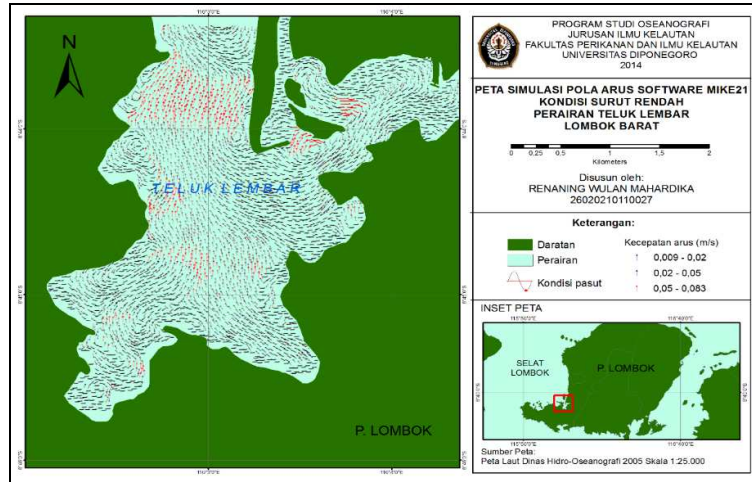 N
TELUK LEMBAR
P. LOMBOK
PROGRAM STUDI OSEANOGRAFI
JURUSAN ILMU KELAUTAN
FAKULTAS PERIKANAN DAN ILMU KELAUTAN
UNIVERSITAS DIPONEGORO
2014
PETA SIMULASI POLA ARUS SOFTWARE MIKE21
KONDISI SURUT RENDAH
PERAIRAN TELUK LEMBAR
LOMBOK BARAT
0 0,25 0,5 1 1,5 2
Kilometers
Disusun oleh:
RENANING WULAN MAHARDIKA
26020210110027
Keterangan:
Daratan
Perairan
Kondisi pasut
Kecepatan arus (m/s)
0,009 - 0,02
0,02 - 0,05
0,05 - 0,083
INSET PETA
SELAT
LOMBOK
P. LOMBOK
Sumber Peta:
Peta Laut Dinas Hidro-Oseanografi 2005 Skala 1:25.000